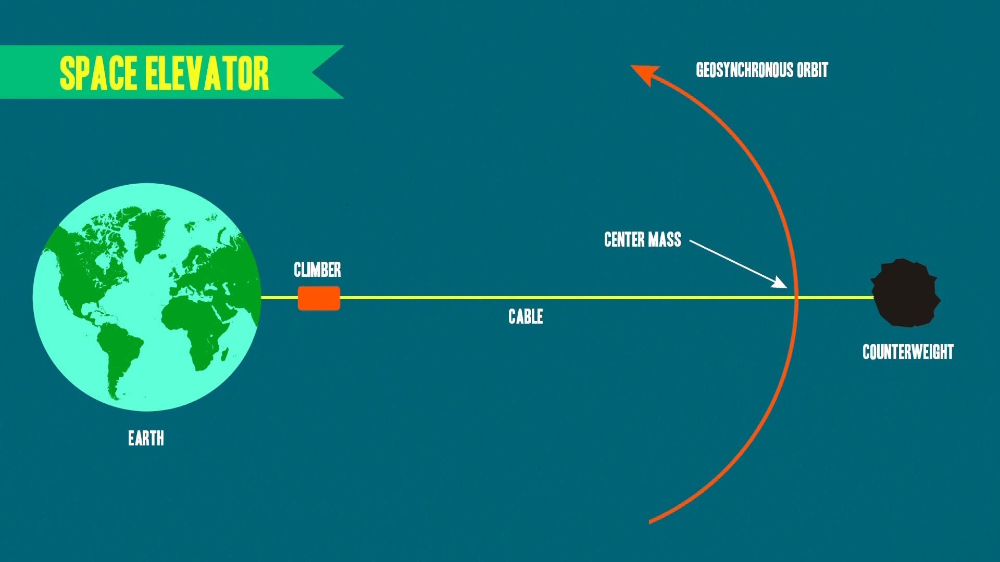 SPACE ELEVATOR
GEOSYNCHRONOUS ORBIT
CENTER MASS
CLIMBER
CABLE
COUNTERWEIGHT
EARTH